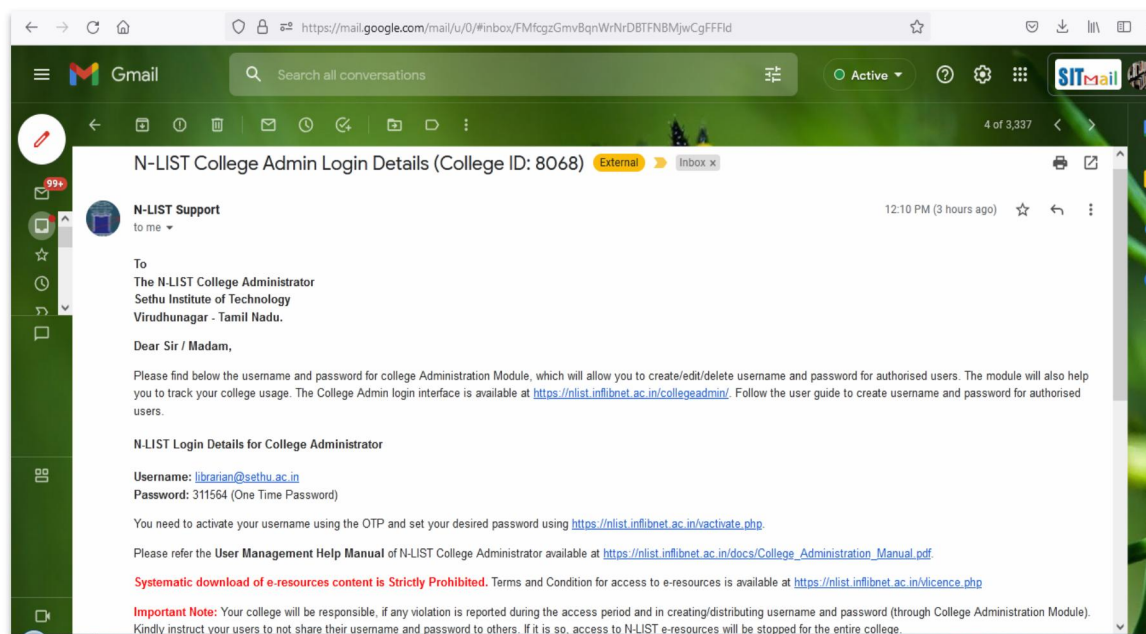 https://mail.google.com/mail/u/0/#inbox/FMfcgzGmvBqnWrNrDBTFNBMjwCgFFFld
Gmail
Search all conversations
Active
SITMail
4 of 3,337
N-LIST College Admin Login Details (College ID: 8068) External Inbox x
99+
N-LIST Support
12:10 PM (3 hours ago)
to me
To
The N-LIST College Administrator
Sethu Institute of Technology
Virudhunagar - Tamil Nadu.
Dear Sir / Madam,
Please find below the username and password for college Administration Module, which will allow you to create/edit/delete username and password for authorised users. The module will also help
you to track your college usage. The College Admin login interface is available at https://nlist.inflibnet.ac.in/collegeadmin/. Follow the user guide to create username and password for authorised
users.
N-LIST Login Details for College Administrator
Username: librarian@sethu.ac.in
Password: 311564 (One Time Password)
You need to activate your username using the OTP and set your desired password using https://nlist.inflibnet.ac.in/vactivate.php.
Please refer the User Management Help Manual of N-LIST College Administrator available at https://nlist.inflibnet.ac.in/docs/College_Administration_Manual.pdf.
Systematic download of e-resources content is Strictly Prohibited. Terms and Condition for access to e-resources is available at https://nlist.inflibnet.ac.in/vlicence.php
Important Note: Your college will be responsible, if any violation is reported during the access period and in creating/distributing username and password (through College Administration Module).
Kindly instruct your users to not share their username and password to others. If it is so, access to N-LIST e-resources will be stopped for the entire college.